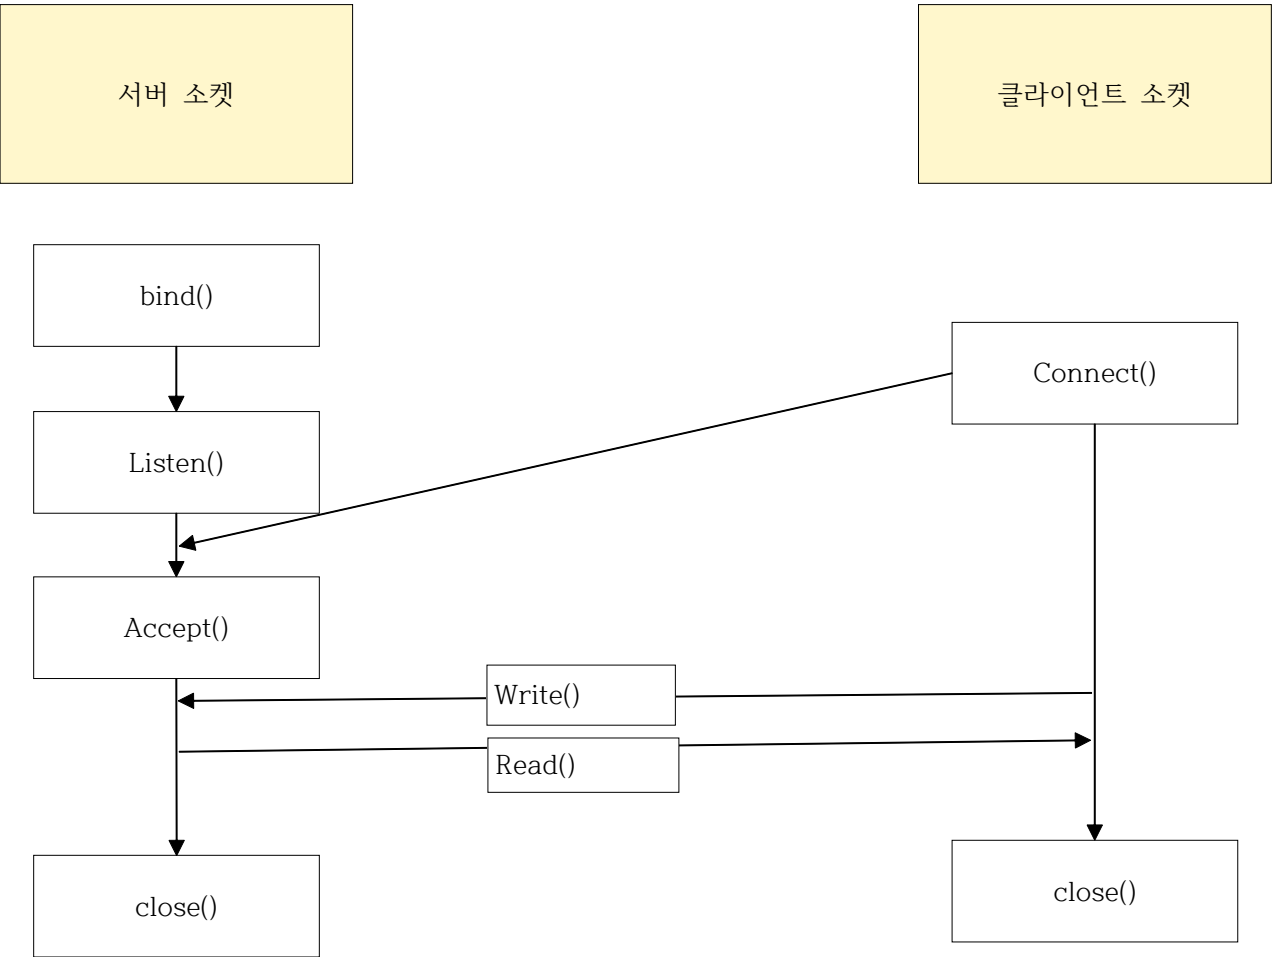 서버 소켓
클라이언트 소켓
bind()
Connect()
Listen()
Accept()
Write()
Read()
close()
close()